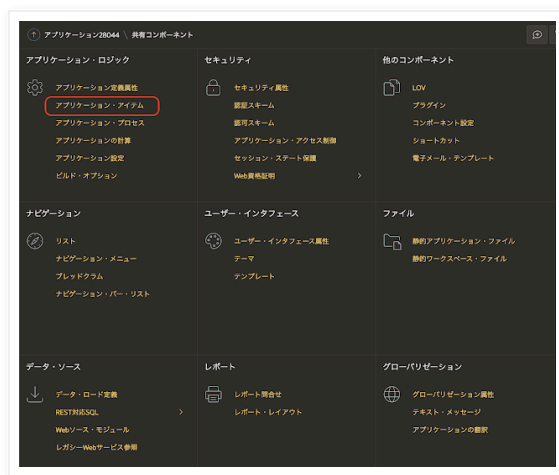 アプリケーション28044 \ 共有コンポーネント
アプリケーション・ロジック
アプリケーション定義属性
アプリケーション・アイテム
アプリケーション・プロセス
アプリケーションの計算
アプリケーション設定
ビルド・オプション
セキュリティ
セキュリティ属性
認証スキーム
認可スキーム
アプリケーション・アクセス制御
セッション・ステート保護
Web資格証明
他のコンポーネント
LOV
プラグイン
コンポーネント設定
ショートカット
電子メール・テンプレート
ナビゲーション
リスト
ナビゲーション・メニュー
ブレッドクラム
ナビゲーション・バー・リスト
ユーザー・インタフェース
ユーザー・インタフェース属性
テーマ
テンプレート
ファイル
静的アプリケーション・ファイル
静的ワークスペース・ファイル
データ・ソース
データ・ロード定義
REST対応SQL
Webソース・モジュール
レガシーWebサービス参照
レポート
レポート問合せ
レポート・レイアウト
グローバリゼーション
グローバリゼーション属性
テキスト・メッセージ
アプリケーションの翻訳